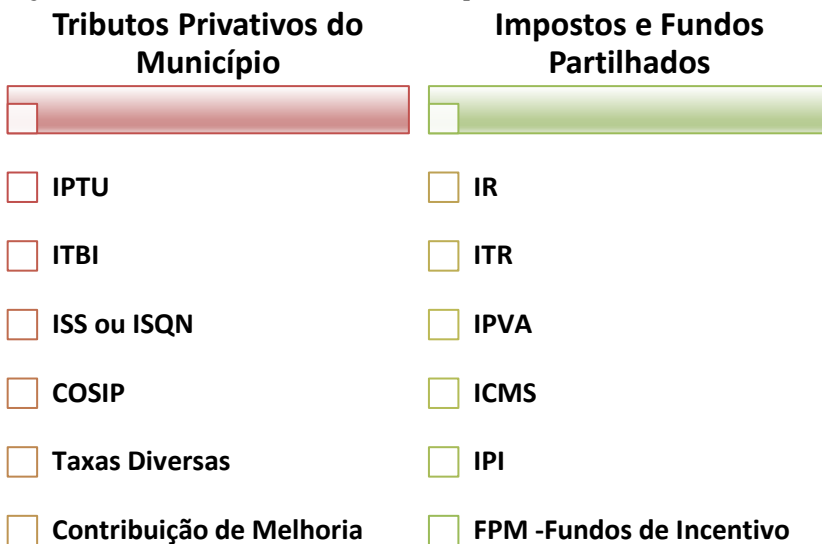 Tributos Privativos do
Município
IPTU
ITBI
ISS ou ISQN
COSIP
Taxas Diversas
Contribuição de Melhoria
Impostos e Fundos
Partilhados
IR
ITR
IPVA
ICMS
IPI
FPM -Fundos de Incentivo